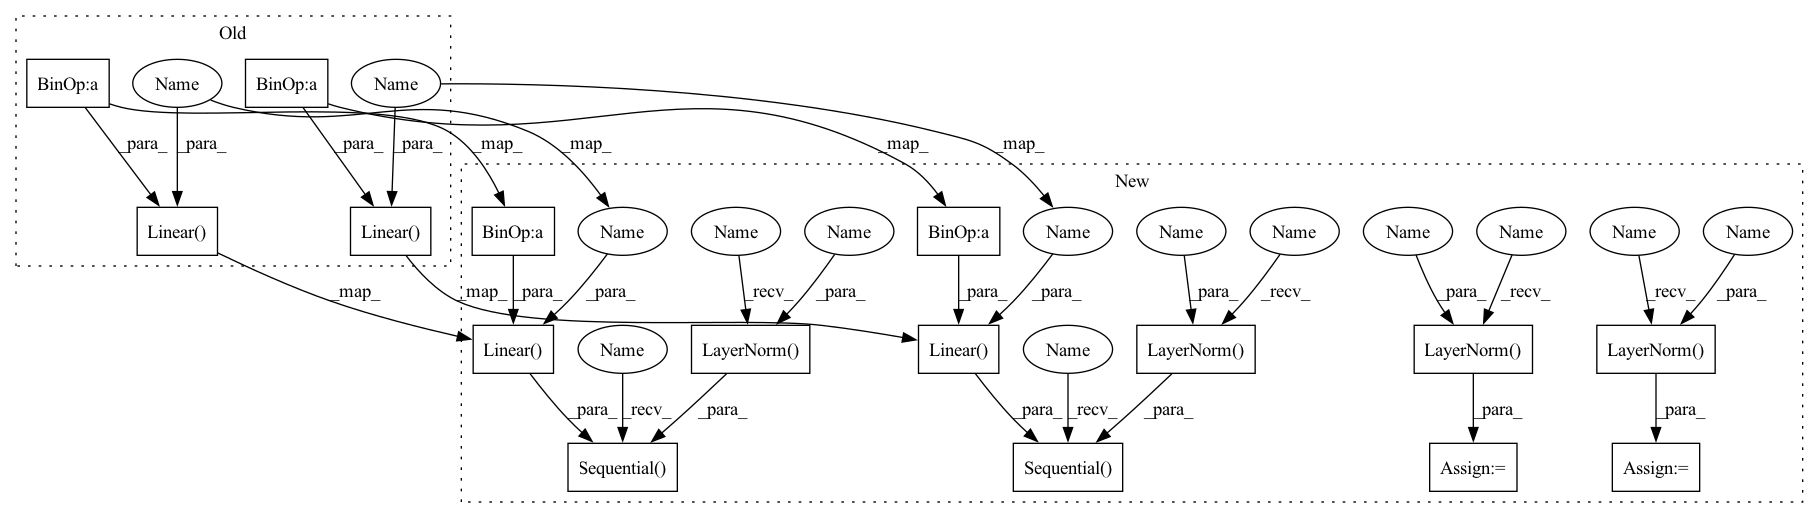 Old
BinOp:a Name BinOp:a Name
_para_ _para_ _para_ _para_ _map_ _map_ _map_ _map_
New
Linear() Linear() BinOp:a Name Name Name BinOp:a Name Name Name Name Name Name Name
_map_ _map_ _para_ _para_ _recv_ _para_ _para_ _para_ _para_ _recv_ _para_ _recv_ _recv_ _para_
Linear() Name LayerNorm() Linear() Name LayerNorm() LayerNorm() LayerNorm()
_para_ _recv_ _para_ _para_ _recv_ _para_ _para_ _para_
Sequential() Sequential() Assign:= Assign:=